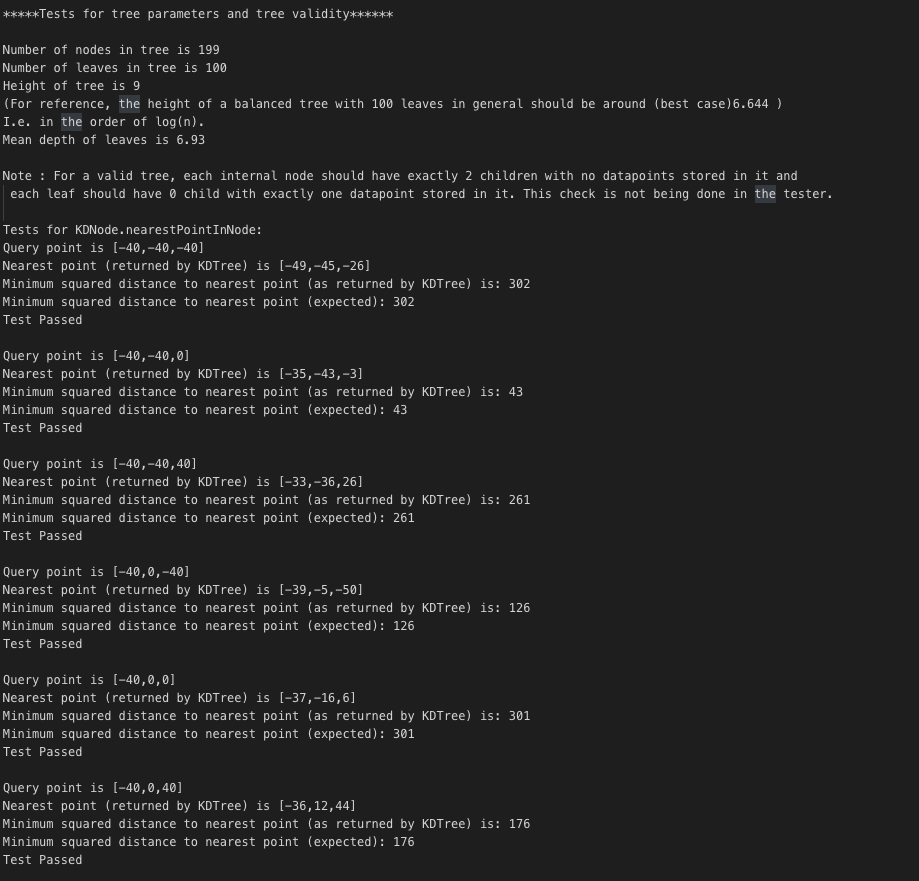 *****Tests for tree parameters and tree validity******
Number of nodes in tree is 199
Number of leaves in tree is 100
Height of tree is 9
(For reference, the height of a balanced tree with 100 leaves in general should be around (best case)6.644 )
I.e. in the order of log(n).
Mean depth of leaves is 6.93
Note : For a valid tree, each internal node should have exactly 2 children with no datapoints stored in it and
each leaf should have 0 child with exactly one datapoint stored in it. This check is not being done in the tester.
Tests for KDNode.nearestPointInNode:
Query point is [-40,-40,-40]
Nearest point (returned by KDTree) is [-49,-45,-26]
Minimum squared distance to nearest point (as returned by KDTree) is: 302
Minimum squared distance to nearest point (expected): 302
Test Passed
Query point is [-40,-40,0]
Nearest point (returned by KDTree) is [-35,-43,-3]
Minimum squared distance to nearest point (as returned by KDTree) is: 43
Minimum squared distance to nearest point (expected): 43
Test Passed
Query point is [-40,-40,40]
Nearest point (returned by KDTree) is [-33,-36,26]
Minimum squared distance to nearest point (as returned by KDTree) is: 261
Minimum squared distance to nearest point (expected): 261
Test Passed
Query point is [-40,0,-40]
Nearest point (returned by KDTree) is [-39,-5,-50]
Minimum squared distance to nearest point (as returned by KDTree) is: 126
Minimum squared distance to nearest point (expected): 126
Test Passed
Query point is [-40,0,0]
Nearest point (returned by KDTree) is [-37,-16,6]
Minimum squared distance to nearest point (as returned by KDTree) is: 301
Minimum squared distance to nearest point (expected): 301
Test Passed
Query point is [-40,0,40]
Nearest point (returned by KDTree) is [-36,12,44]
Minimum squared distance to nearest point (as returned by KDTree) is: 176
Minimum squared distance to nearest point (expected): 176
Test Passed